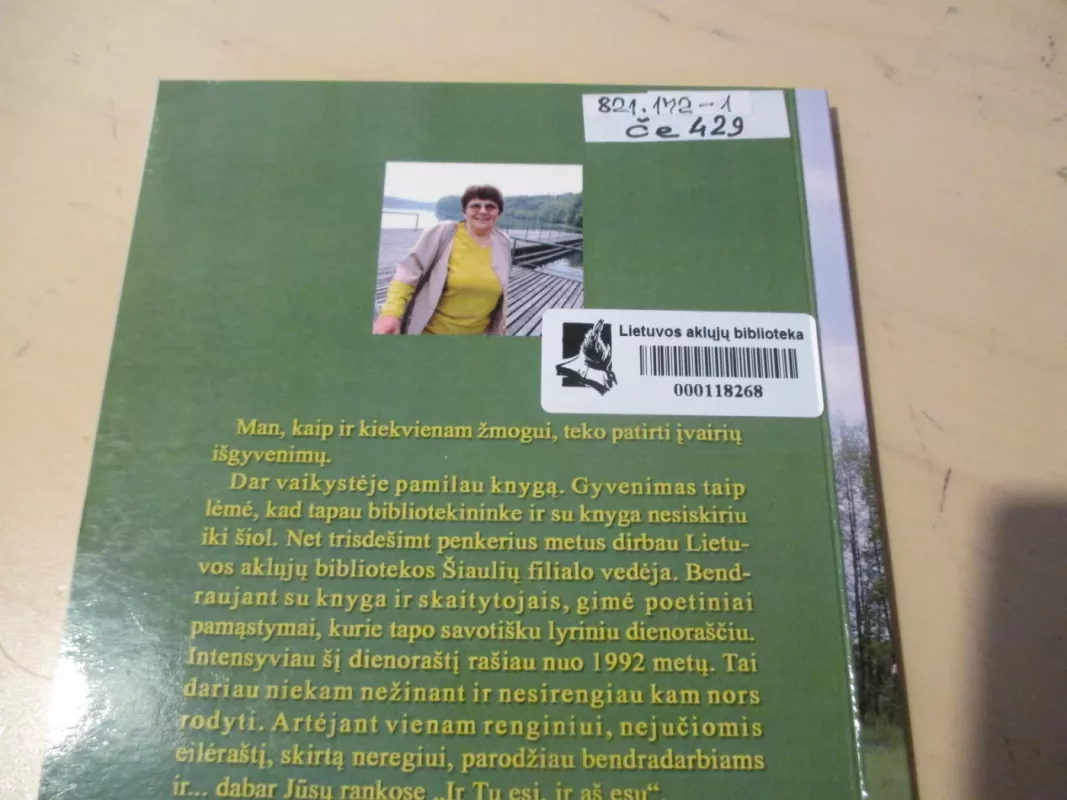 821.172-1
Če 429
Lietuvos aklųjų biblioteka
000118268
Man, kaip ir kiekvienam žmogui, teko patirti įvairių
išgyvenimų.
Dar vaikystėje pamilau knygą. Gyvenimas taip
lėmė, kad tapau bibliotekininke ir su knyga nesiskiriu
iki šiol. Net trisdešimt penkerius metus dirbau Lietu-
vos aklųjų bibliotekos Šiaulių filialo vedėja. Bend-
raujant su knyga ir skaitytojais, gimė poetiniai
pamąstymai, kurie tapo savotišku lyriniu dienoraščiu.
Intensyviau šį dienoraštį rašiau nuo 1992 metų. Tai
dariau niekam nežinant ir nesirengiau kam nors
rodyti. Artėjant vienam renginiui, nejučiomis
eilėraštį, skirtą neregiui, parodžiau bendradarbiams
ir... dabar Jūsų rankose „Ir Tu esi, ir aš esu“.